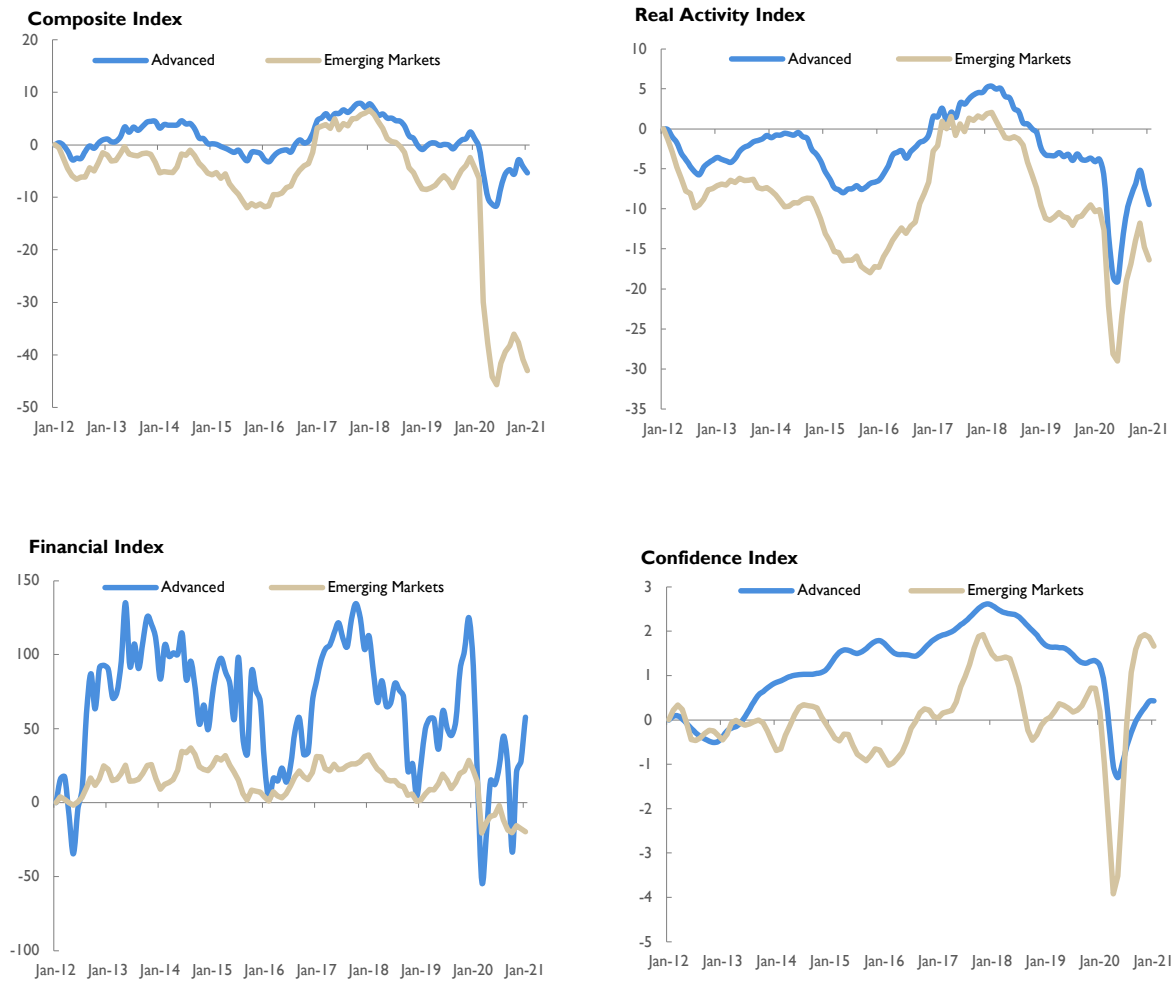 Composite Index
20
Advanced
Emerging Markets
10
0
-10
-20
-30
-40
-50
Jan-12 Jan-13 Jan-14 Jan-15 Jan-16 Jan-17 Jan-18 Jan-19 Jan-20 Jan-21
Real Activity Index
10
Advanced
Emerging Markets
5
0
-5
-10
-15
-20
-25
-30
-35
Jan-12 Jan-13 Jan-14 Jan-15 Jan-16 Jan-17 Jan-18 Jan-19 Jan-20 Jan-21
Financial Index
150
Advanced
Emerging Markets
100
50
0
-50
-100
Jan-12 Jan-13 Jan-14 Jan-15 Jan-16 Jan-17 Jan-18 Jan-19 Jan-20 Jan-21
Confidence Index
3
Advanced
Emerging Markets
2
1
0
-1
-2
-3
-4
-5
Jan-12 Jan-13 Jan-14 Jan-15 Jan-16 Jan-17 Jan-18 Jan-19 Jan-20 Jan-21